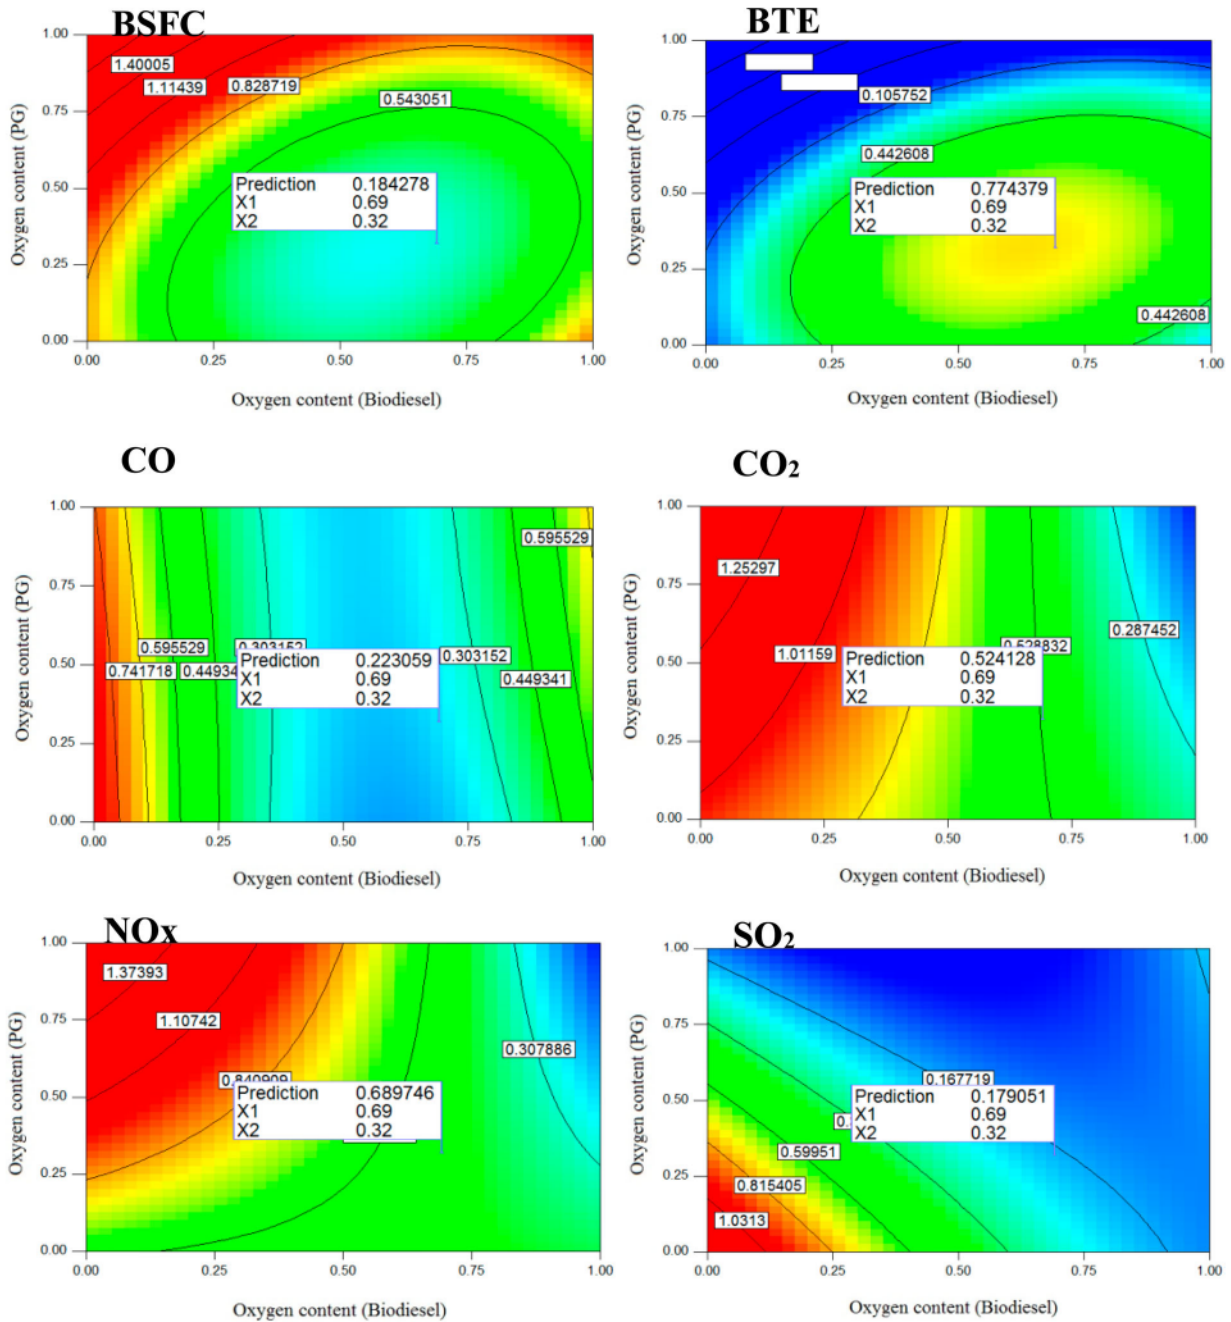 BSFC
1.00
0.75
0.50
0.25
0.00
Oxygen content (PG)
1.40005
1.11439
0.828719
0.543051
Prediction 0.184278
X1 0.69
X2 0.32
0.00 0.25 0.50 0.75 1.00
Oxygen content (Biodiesel)
BTE
1.00
0.75
0.50
0.25
0.00
Oxygen content (PG)
0.105752
0.442608
Prediction 0.774379
X1 0.69
X2 0.32
0.442608
0.00 0.25 0.50 0.75 1.00
Oxygen content (Biodiesel)
CO
1.00
0.75
0.50
0.25
0.00
Oxygen content (PG)
0.595529
0.595529
0.303152
0.303152
0.741718
0.44934
0.449341
Prediction 0.223059
X1 0.69
X2 0.32
0.00 0.25 0.50 0.75 1.00
Oxygen content (Biodiesel)
CO₂
1.00
0.75
0.50
0.25
0.00
Oxygen content (PG)
1.25297
0.287452
1.01159
0.528832
Prediction 0.524128
X1 0.69
X2 0.32
0.00 0.25 0.50 0.75 1.00
Oxygen content (Biodiesel)
NOx
1.00
0.75
0.50
0.25
0.00
Oxygen content (PG)
1.37393
1.10742
0.307886
0.840909
Prediction 0.689746
X1 0.69
X2 0.32
0.00 0.25 0.50 0.75 1.00
Oxygen content (Biodiesel)
SO₂
1.00
0.75
0.50
0.25
0.00
Oxygen content (PG)
0.167719
Prediction 0.179051
X1 0.69
X2 0.32
0.59951
0.815405
1.0313
0.00 0.25 0.50 0.75 1.00
Oxygen content (Biodiesel)